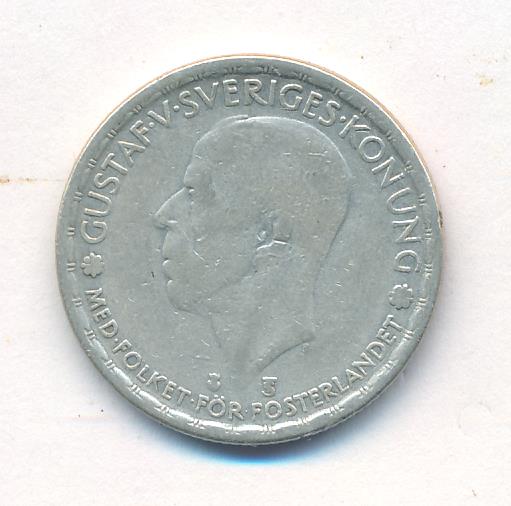 GUSTAF·V·SVERIGES·KONUNG
MED·FOLKET·FÖR·FOSTERLANDET